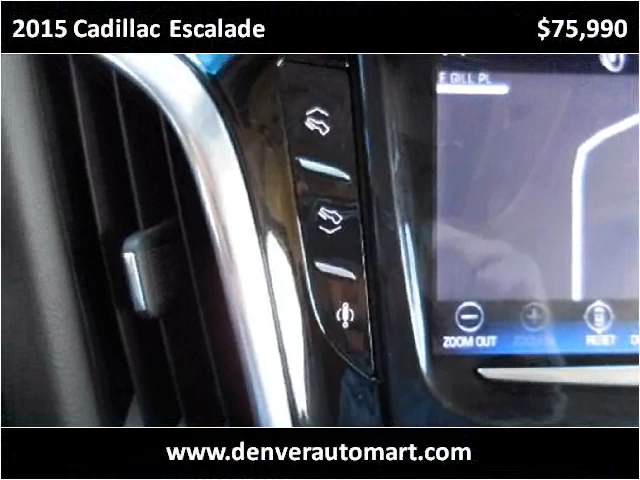 2015 Cadillac Escalade
$75,990
E GILL PL
ZOOM OUT
RESET
www.denverautomart.com